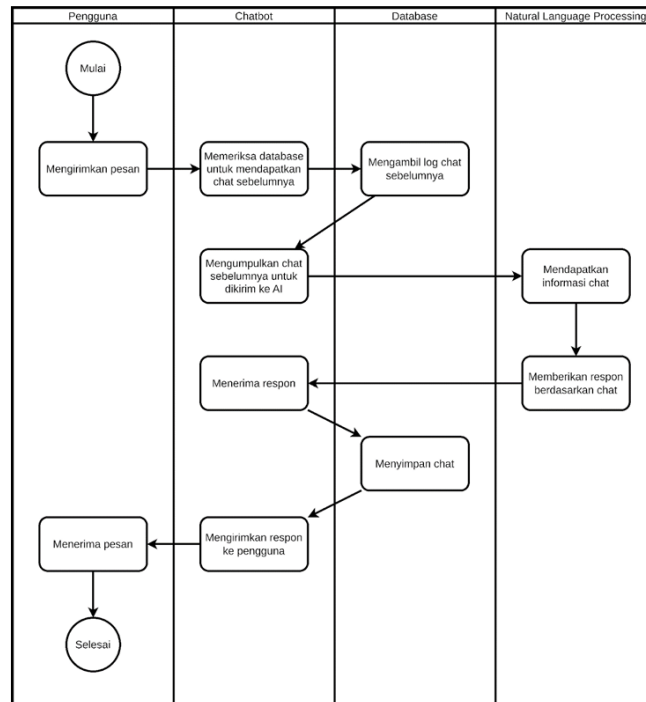 Pengguna
Chatbot
Database
Natural Language Processing
Mulai
Mengirimkan pesan
Memeriksa database
untuk mendapatkan
chat sebelumnya
Mengambil log chat
sebelumnya
Mengumpulkan chat
sebelumnya untuk
dikirim ke AI
Mendapatkan
informasi chat
Menerima respon
Memberikan respon
berdasarkan chat
Menyimpan chat
Menerima pesan
Mengirimkan respon
ke pengguna
Selesai